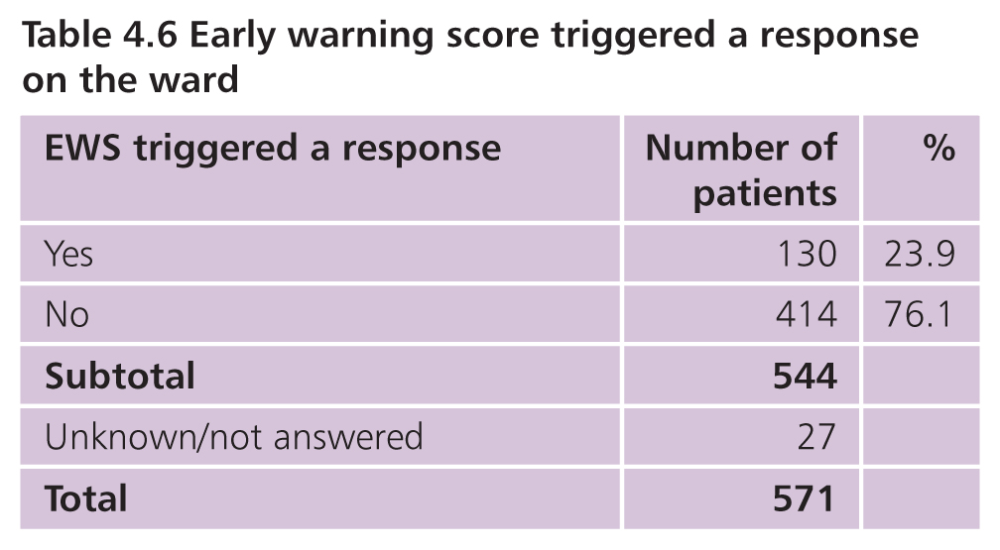 Table 4.6 Early warning score triggered a response
on the ward
EWS triggered a response Number of patients %
Yes 130 23.9
No 414 76.1
Subtotal 544
Unknown/not answered 27
Total 571